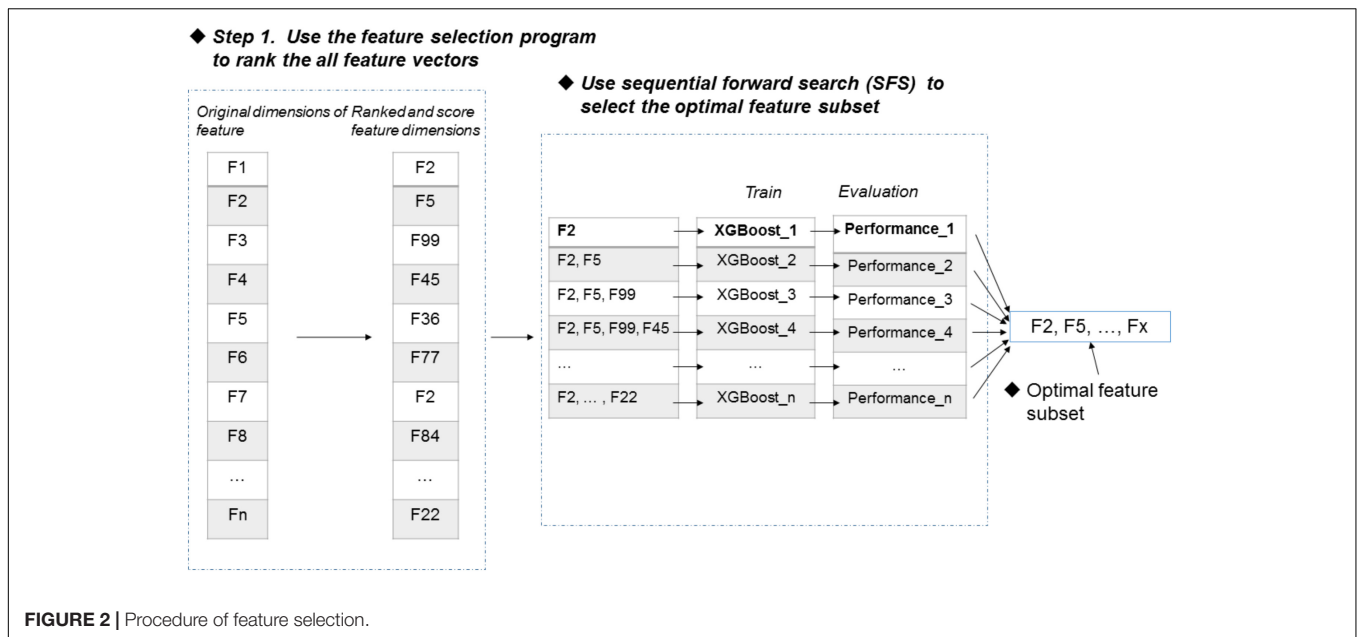 ◆ Step 1. Use the feature selection program
to rank the all feature vectors
Original dimensions of
feature
Ranked and score
feature dimensions
F1
F2
F3
F4
F5
F6
F7
F8
...
Fn
F2
F5
F99
F45
F36
F77
F2
F84
...
F22
◆ Use sequential forward search (SFS) to
select the optimal feature subset
Train
Evaluation
F2
XGBoost_1
Performance_1
F2, F5
XGBoost_2
Performance_2
F2, F5, F99
XGBoost_3
Performance_3
F2, F5, F99, F45
XGBoost_4
Performance_4
...
...
...
F2, ... , F22
XGBoost_n
Performance_n
F2, F5, ..., Fx
◆ Optimal feature
subset
FIGURE 2 | Procedure of feature selection.